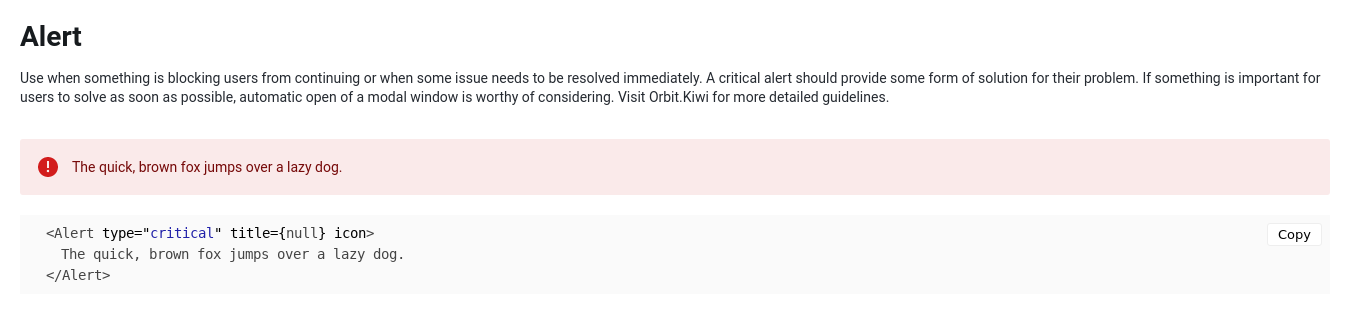 Alert
Use when something is blocking users from continuing or when some issue needs to be resolved immediately. A critical alert should provide some form of solution for their problem. If something is important for
users to solve as soon as possible, automatic open of a modal window is worthy of considering. Visit Orbit.Kiwi for more detailed guidelines.
The quick, brown fox jumps over a lazy dog.
<Alert type="critical" title={null} icon>
Copy
The quick, brown fox jumps over a lazy dog.
</Alert>